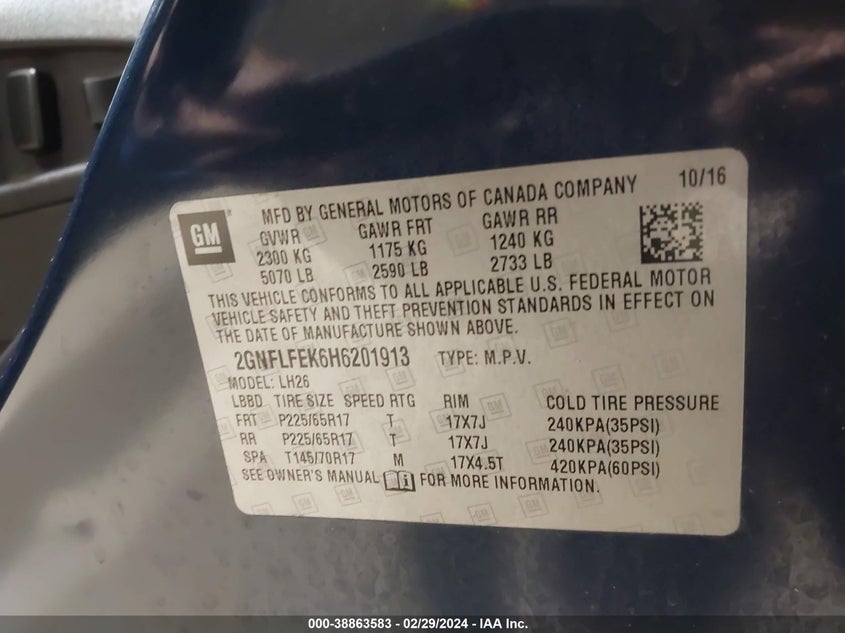 GM
MFD BY GENERAL MOTORS OF CANADA COMPANY 10/16
GVWR GAWR FRT GAWR RR
2300 KG 1175 KG 1240 KG
5070 LB 2590 LB 2733 LB
THIS VEHICLE CONFORMS TO ALL APPLICABLE U.S. FEDERAL MOTOR
VEHICLE SAFETY AND THEFT PREVENTION STANDARDS IN EFFECT ON
THE DATE OF MANUFACTURE SHOWN ABOVE.
2GNFLFEK6H6201913 TYPE: M.P.V.
MODEL: LH26
LBBD TIRE SIZE SPEED RTG RIM COLD TIRE PRESSURE
FRT P225/65R17 T 17X7J 240KPA(35PSI)
RR P225/65R17 T 17X7J 240KPA(35PSI)
SPA T145/70R17 M 17X4.5T 420KPA(60PSI)
SEE OWNER'S MANUAL FOR MORE INFORMATION.
000-38863583 - 02/29/2024 - IAA Inc.